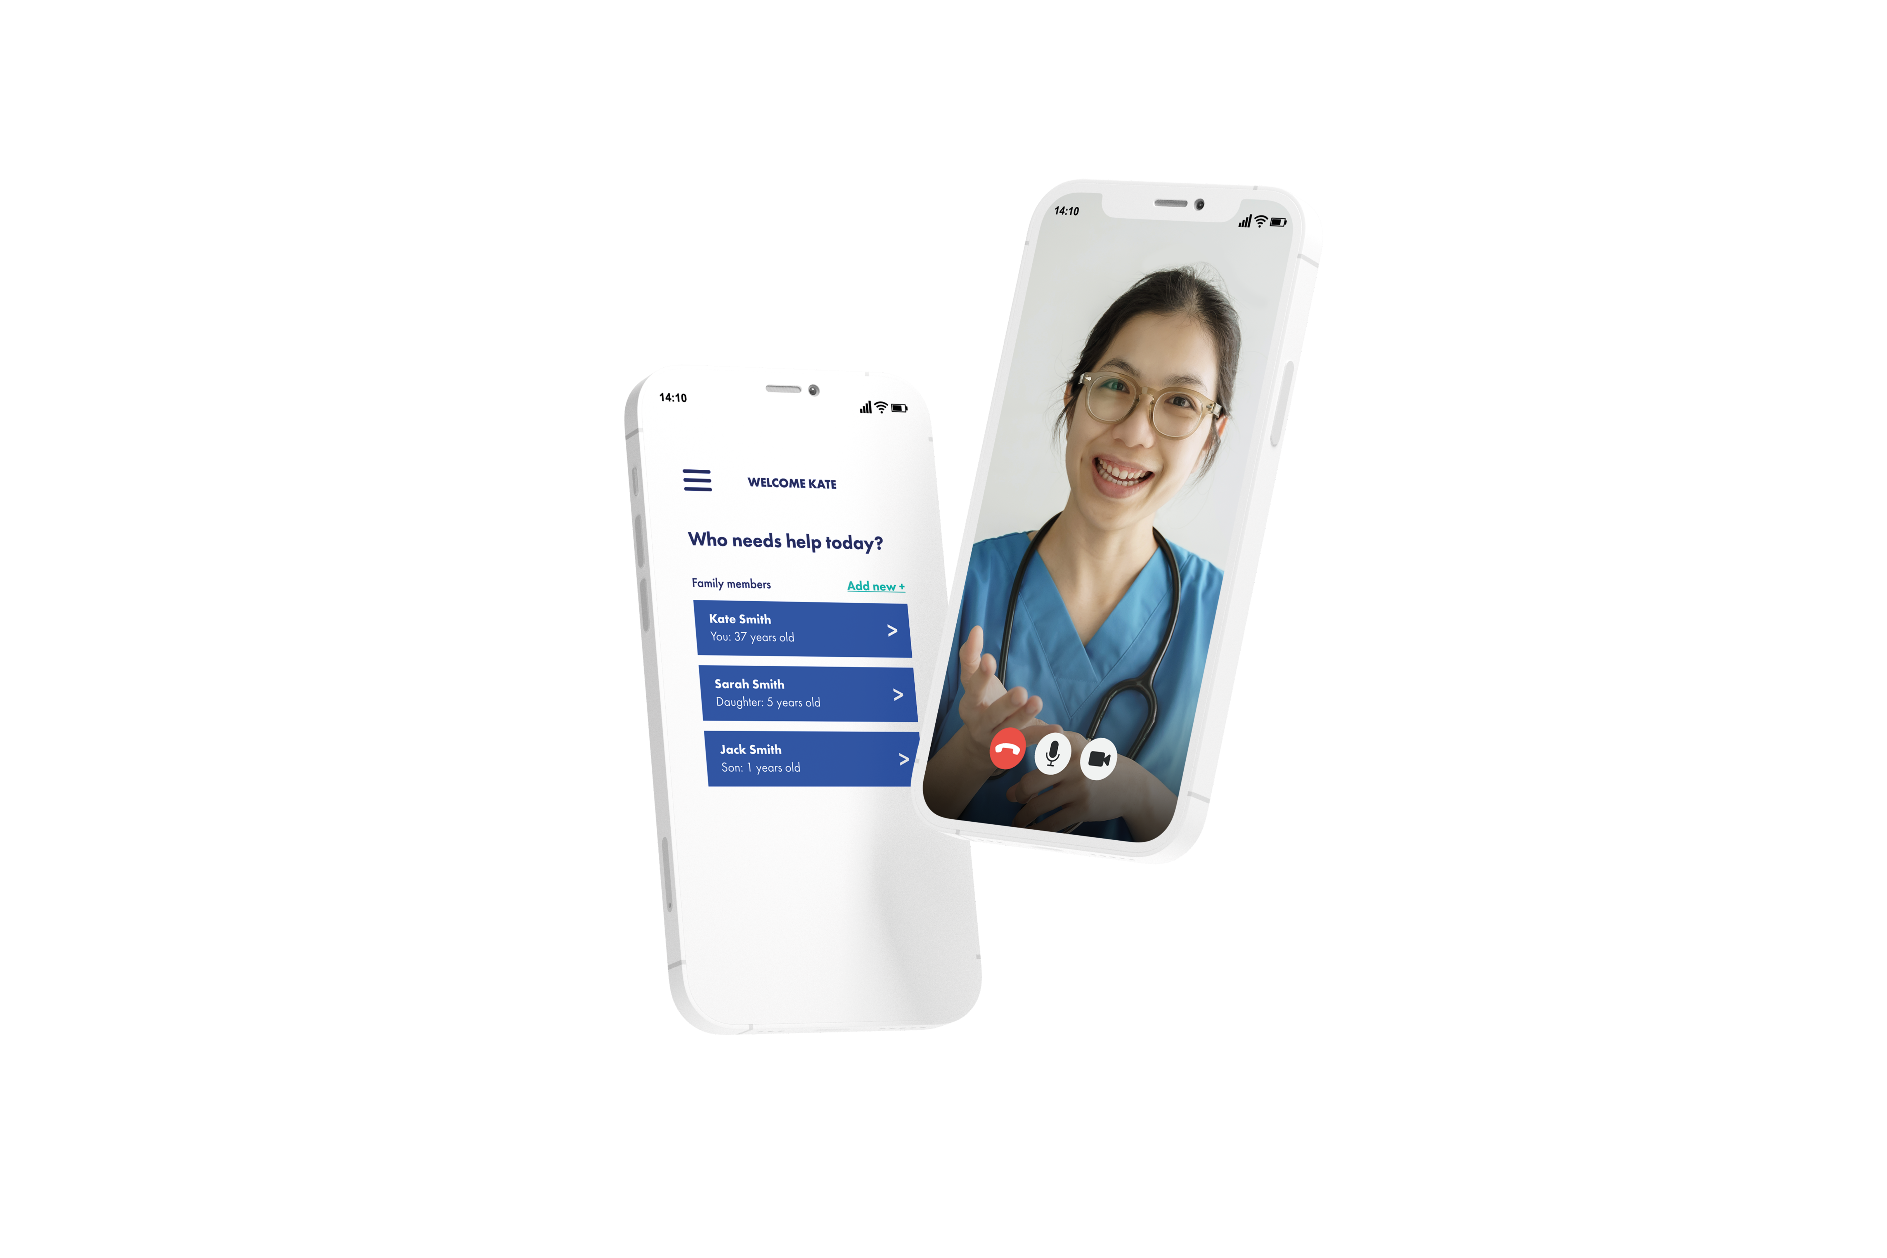 14:10
WELCOME KATE
Who needs help today?
Family members
Add new +
Kate Smith
You: 37 years old
>
Sarah Smith
Daughter: 5 years old
>
Jack Smith
Son: 1 years old
>
14:10